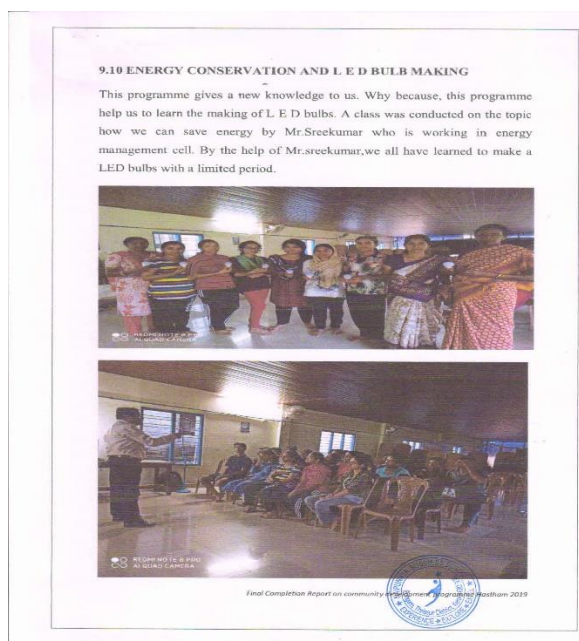 9.10 ENERGY CONSERVATION AND L E D BULB MAKING
This programme gives a new knowledge to us. Why because, this programme
help us to learn the making of L E D bulbs. A class was conducted on the topic
how we can save energy by Mr.Sreekumar who is working in energy
management cell. By the help of Mr.sreekumar,we all have learned to make a
LED bulbs with a limited period.
REDMI NOTE 8 PRO
AI QUAD CAMERA
REDMI NOTE 8 PRO
AI QUAD CAMERA
Final Completion Report on community development programme Hastham 2019
EXPERIENCE